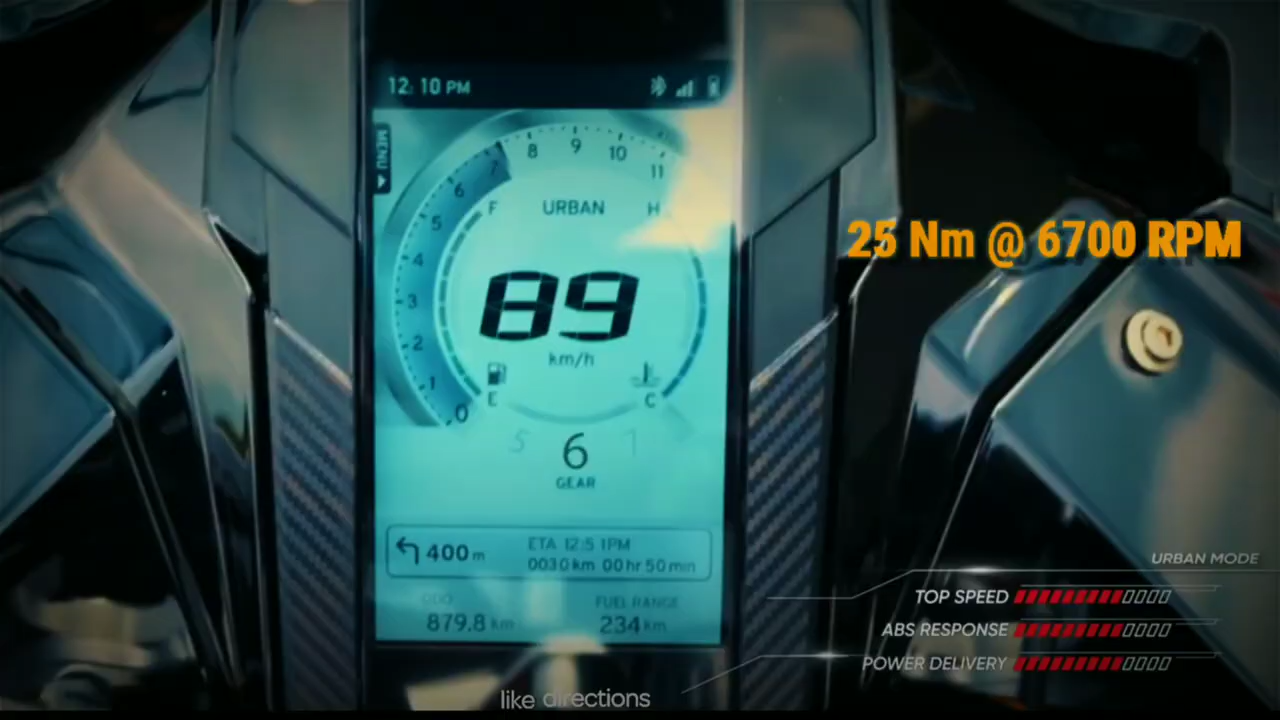 12:10 PM
MENU
8 9 10
7 11
6
5
4
3
2
1
0
F URBAN H
89
km/h
E C
5 6
GEAR
400 m
ETA 12:51PM
0030 km 00 hr 50 min
ODO FUEL RANGE
879.8 km 234 km
25 Nm @ 6700 RPM
URBAN MODE
TOP SPEED
ABS RESPONSE
POWER DELIVERY
like directions